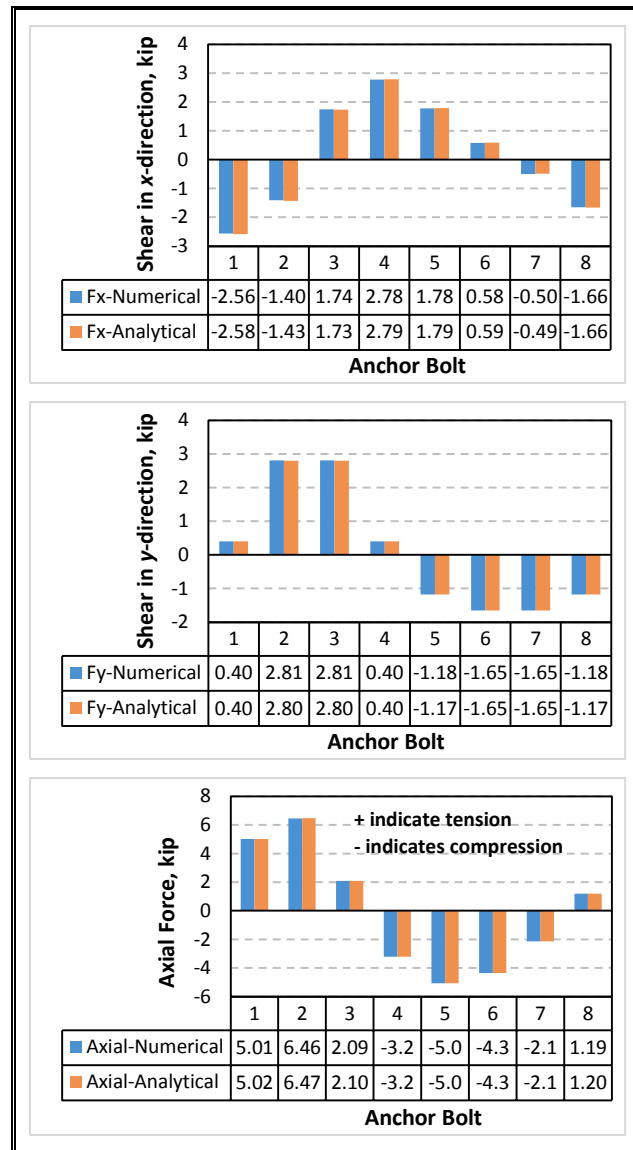 Shear in x-direction, kip
4
3
2
1
0
-1
-2
-3
1 2 3 4 5 6 7 8
Fx-Numerical -2.56 -1.40 1.74 2.78 1.78 0.58 -0.50 -1.66
Fx-Analytical -2.58 -1.43 1.73 2.79 1.79 0.59 -0.49 -1.66
Anchor Bolt
Shear in y-direction, kip
4
3
2
1
0
-1
-2
1 2 3 4 5 6 7 8
Fy-Numerical 0.40 2.81 2.81 0.40 -1.18 -1.65 -1.65 -1.18
Fy-Analytical 0.40 2.80 2.80 0.40 -1.17 -1.65 -1.65 -1.17
Anchor Bolt
Axial Force, kip
8
6
4
2
0
-2
-4
-6
+ indicate tension
- indicates compression
1 2 3 4 5 6 7 8
Axial-Numerical 5.01 6.46 2.09 -3.2 -5.0 -4.3 -2.1 1.19
Axial-Analytical 5.02 6.47 2.10 -3.2 -5.0 -4.3 -2.1 1.20
Anchor Bolt